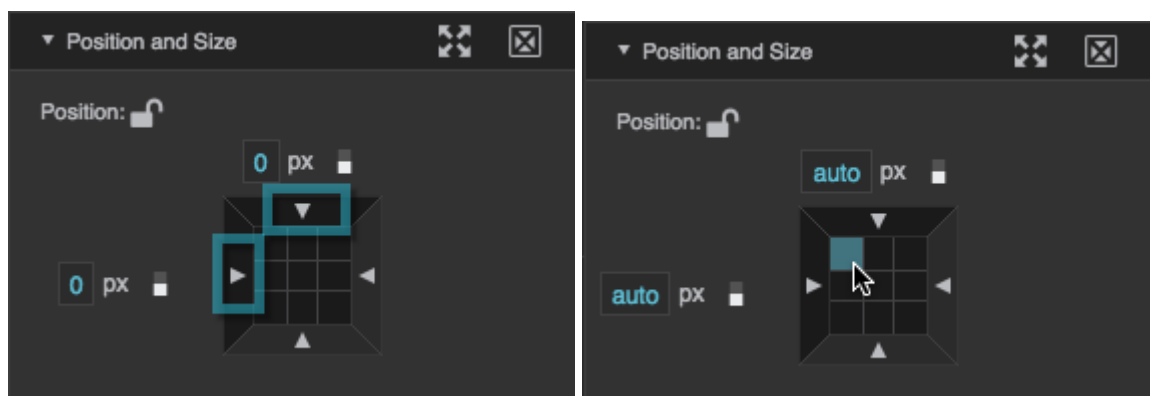 Position and Size
Position:
0 px
0 px
Position and Size
Position:
auto px
auto px